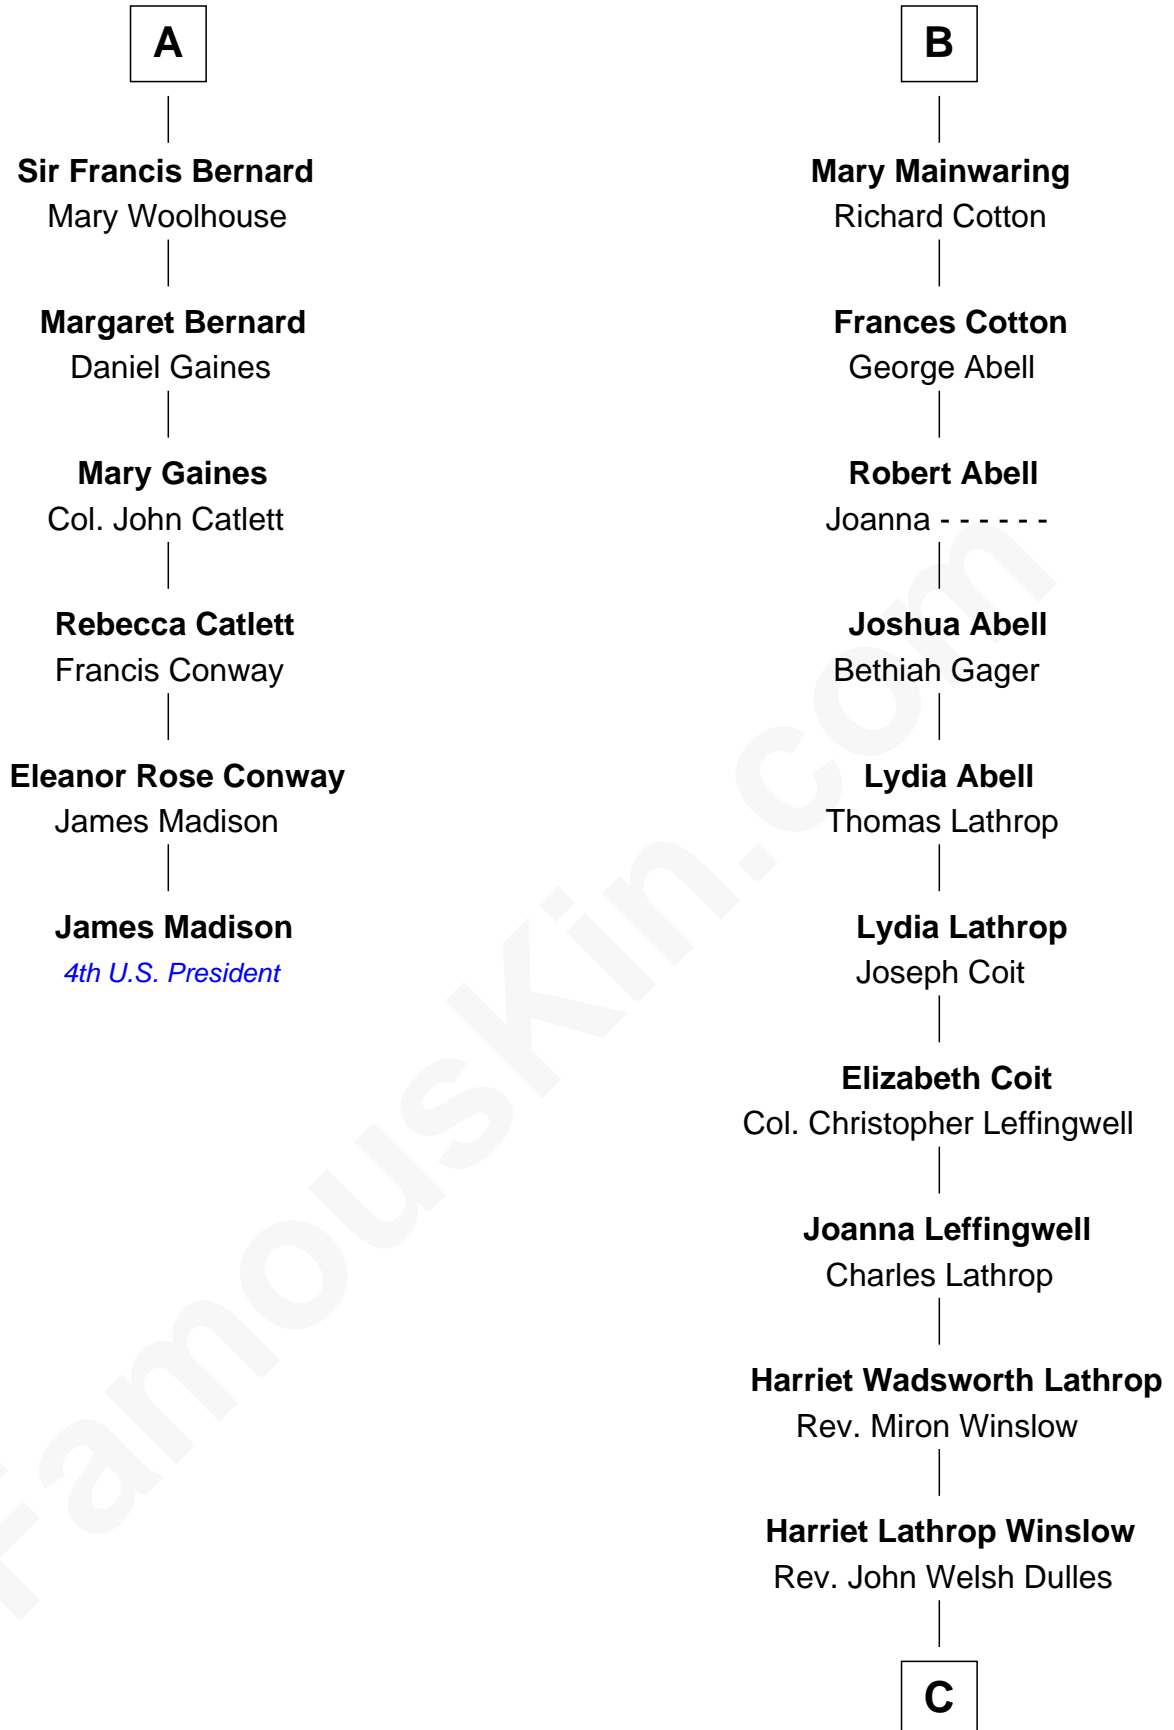 A
Sir Francis Bernard
Mary Woolhouse
Margaret Bernard
Daniel Gaines
Mary Gaines
Col. John Catlett
Rebecca Catlett
Francis Conway
Eleanor Rose Conway
James Madison
James Madison
4th U.S. President
B
Mary Mainwaring
Richard Cotton
Frances Cotton
George Abell
Robert Abell
Joanna - - - - - -
Joshua Abell
Bethiah Gager
Lydia Abell
Thomas Lathrop
Lydia Lathrop
Joseph Coit
Elizabeth Coit
Col. Christopher Leffingwell
Joanna Leffingwell
Charles Lathrop
Harriet Wadsworth Lathrop
Rev. Miron Winslow
Harriet Lathrop Winslow
Rev. John Welsh Dulles
C
FamousKin.com